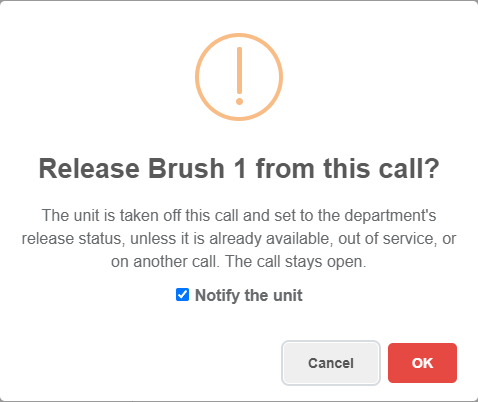 Release Brush 1 from this call?
The unit is taken off this call and set to the department's
release status, unless it is already available, out of service, or
on another call. The call stays open.
Notify the unit
Cancel
OK